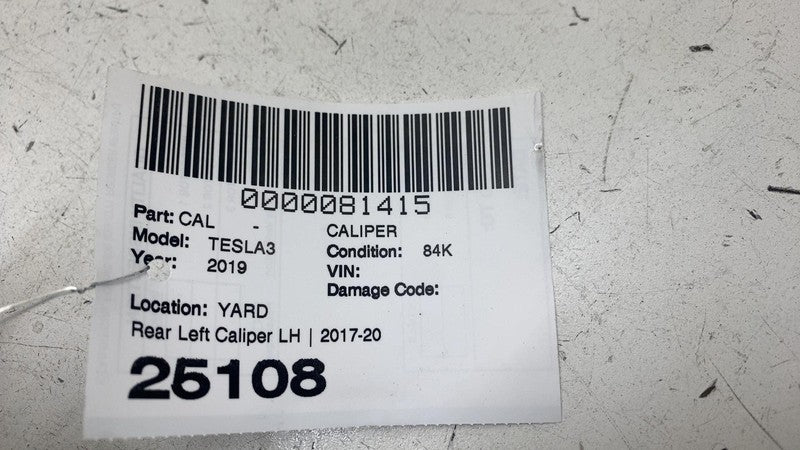 0000081415
Part: CAL - CALIPER
Model: TESLA3 Condition: 84K
Year: 2019 VIN:
Damage Code:
Location: YARD
Rear Left Caliper LH | 2017-20
25108